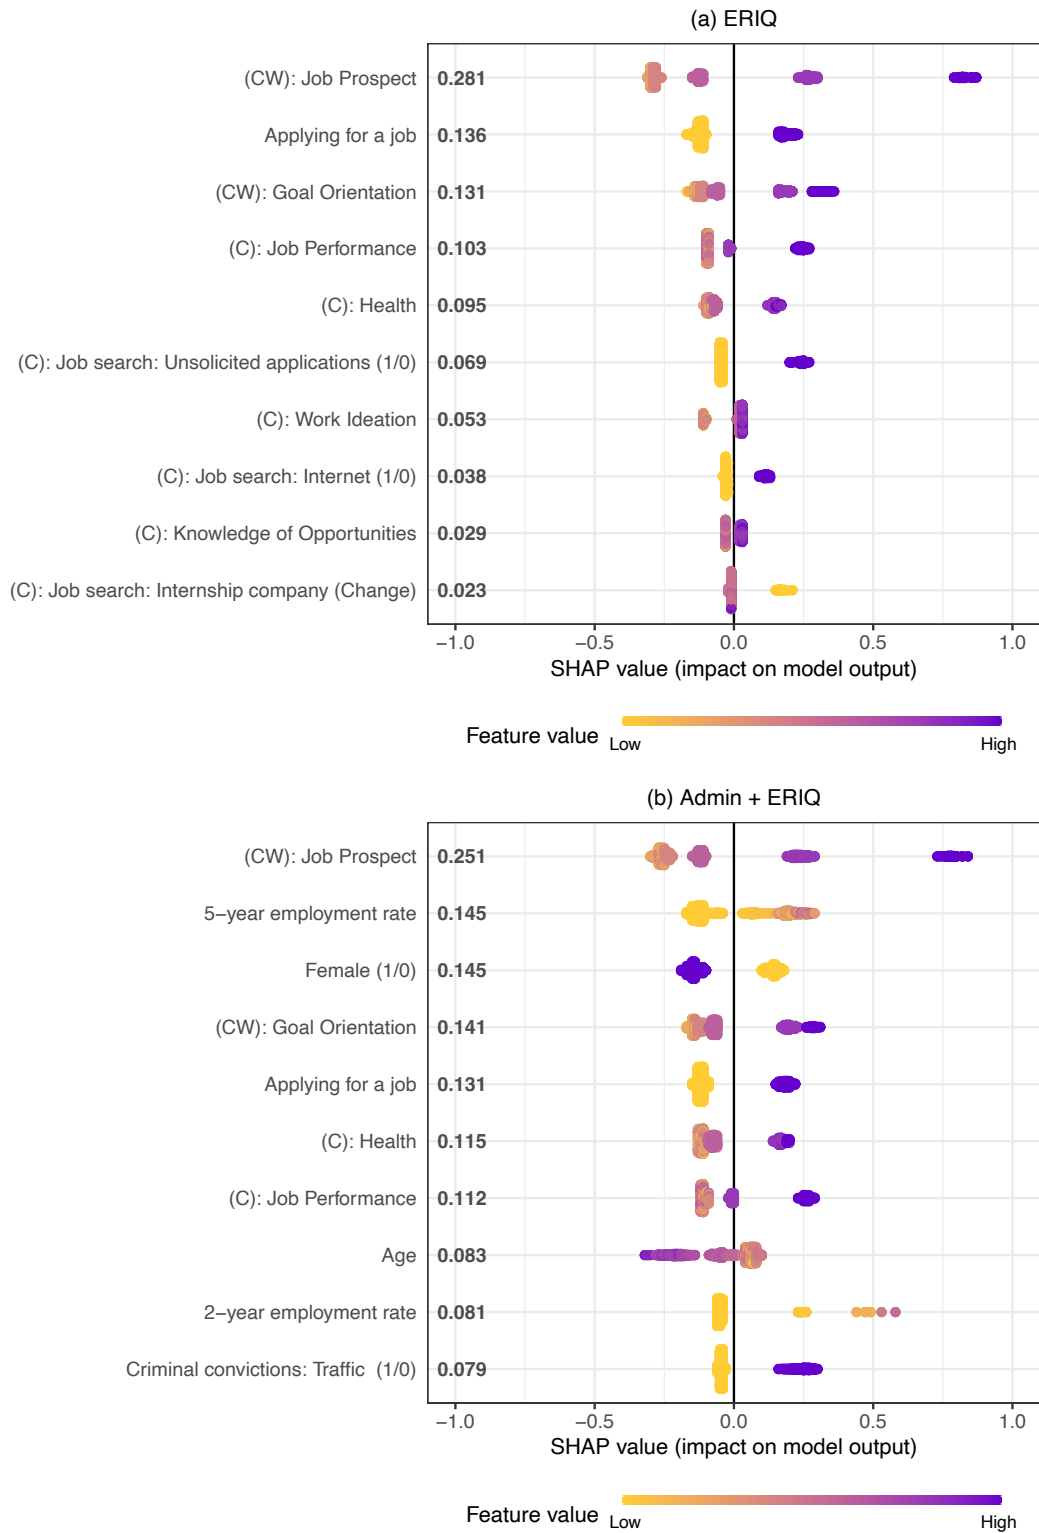 (a) ERIQ
(CW): Job Prospect 0.281
Applying for a job 0.136
(CW): Goal Orientation 0.131
(C): Job Performance 0.103
(C): Health 0.095
(C): Job search: Unsolicited applications (1/0) 0.069
(C): Work Ideation 0.053
(C): Job search: Internet (1/0) 0.038
(C): Knowledge of Opportunities 0.029
(C): Job search: Internship company (Change) 0.023
−1.0 −0.5 0.0 0.5 1.0
SHAP value (impact on model output)
Feature value Low High
(b) Admin + ERIQ
(CW): Job Prospect 0.251
5−year employment rate 0.145
Female (1/0) 0.145
(CW): Goal Orientation 0.141
Applying for a job 0.131
(C): Health 0.115
(C): Job Performance 0.112
Age 0.083
2−year employment rate 0.081
Criminal convictions: Traffic (1/0) 0.079
−1.0 −0.5 0.0 0.5 1.0
SHAP value (impact on model output)
Feature value Low High